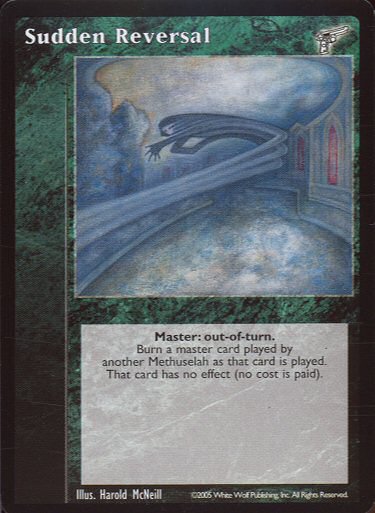 Sudden Reversal
Master: out-of-turn.
Burn a master card played by
another Methuselah as that card is played.
That card has no effect (no cost is paid).
Illus. Harold McNeill
©2005 White Wolf Publishing, Inc. All Rights Reserved.